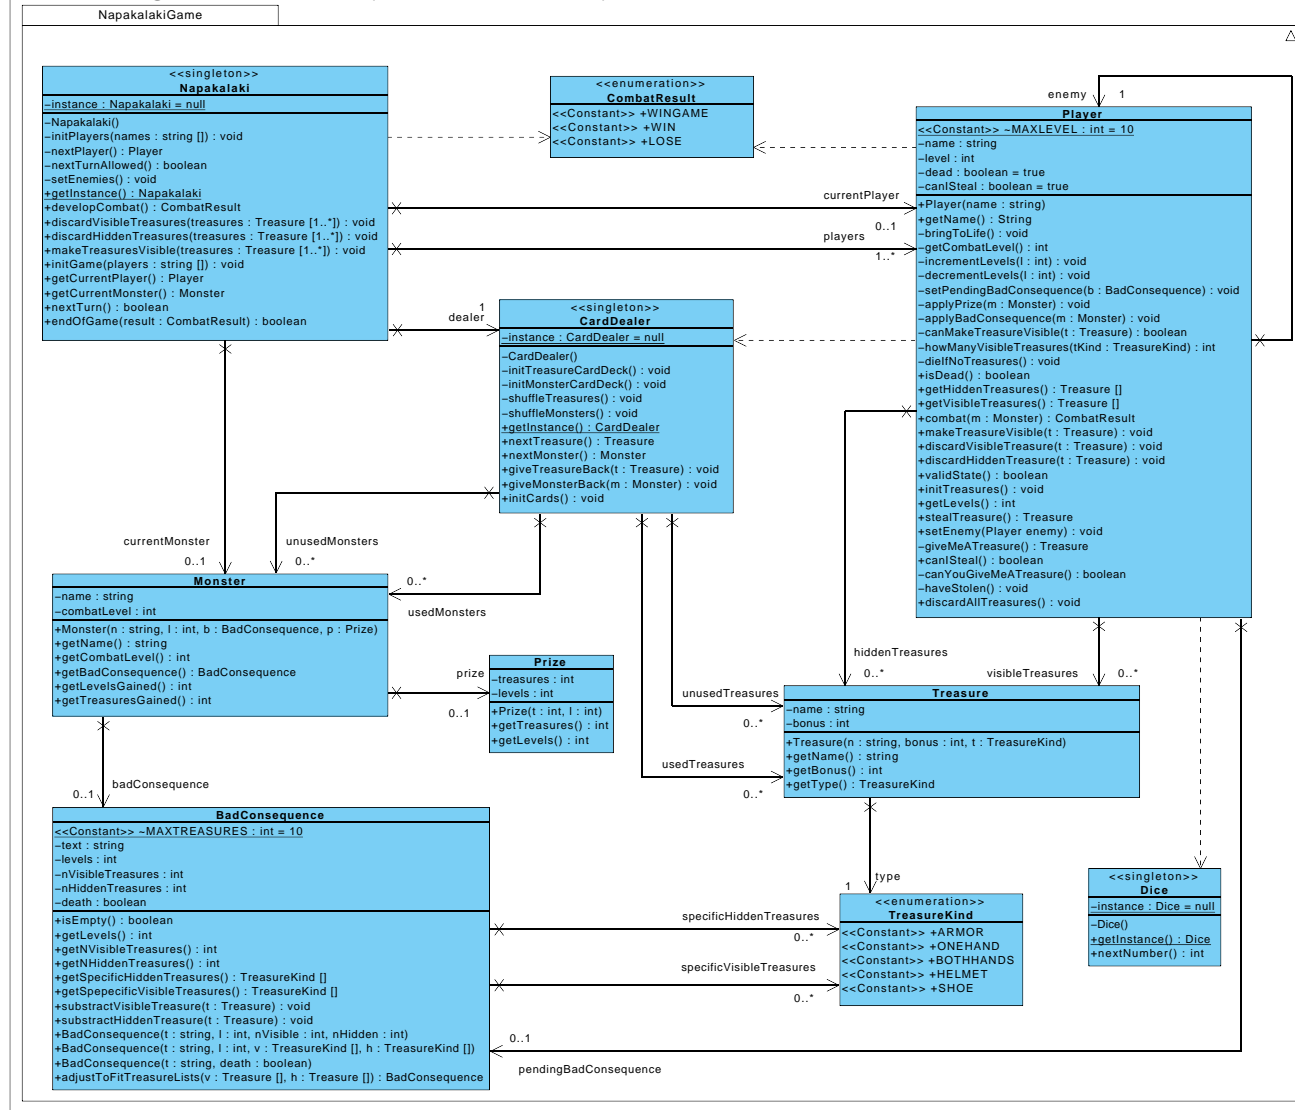 NapakalakiGame
<<singleton>>
Napakalaki
–instance : Napakalaki = null
–Napakalaki()
–initPlayers(names : string []) : void
–nextPlayer() : Player
–nextTurnAllowed() : boolean
–setEnemies() : void
+getInstance() : Napakalaki
+developCombat() : CombatResult
+discardVisibleTreasures(treasures : Treasure [1..*]) : void
+discardHiddenTreasures(treasures : Treasure [1..*]) : void
+makeTreasuresVisible(treasures : Treasure [1..*]) : void
+initGame(players : string []) : void
+getCurrentPlayer() : Player
+getCurrentMonster() : Monster
+nextTurn() : boolean
+endOfGame(result : CombatResult) : boolean
<<enumeration>>
CombatResult
<<Constant>> +WINGAME
<<Constant>> +WIN
<<Constant>> +LOSE
enemy
1
Player
<<Constant>> ~MAXLEVEL : int = 10
–name : string
–level : int
–dead : boolean = true
–canISteal : boolean = true
+Player(name : string)
+getName() : String
–bringToLife() : void
–getCombatLevel() : int
–incrementLevels(l : int) : void
–decrementLevels(l : int) : void
–setPendingBadConsequence(b : BadConsequence) : void
–applyPrize(m : Monster) : void
–applyBadConsequence(m : Monster) : void
–canMakeTreasureVisible(t : Treasure) : boolean
–howManyVisibleTreasures(tKind : TreasureKind) : int
–dieIfNoTreasures() : void
+isDead() : boolean
+getHiddenTreasures() : Treasure []
+getVisibleTreasures() : Treasure []
+combat(m : Monster) : CombatResult
+makeTreasureVisible(t : Treasure) : void
+discardVisibleTreasure(t : Treasure) : void
+discardHiddenTreasure(t : Treasure) : void
+validState() : boolean
+initTreasures() : void
+getLevels() : int
+stealTreasure() : Treasure
+setEnemy(Player enemy) : void
–giveMeATreasure() : Treasure
+canISteal() : boolean
–canYouGiveMeATreasure() : boolean
–haveStolen() : void
+discardAllTreasures() : void
currentPlayer
0..1
players
1..*
1
dealer
<<singleton>>
CardDealer
–instance : CardDealer = null
–CardDealer()
–initTreasureCardDeck() : void
–initMonsterCardDeck() : void
–shuffleTreasures() : void
–shuffleMonsters() : void
+getInstance() : CardDealer
+nextTreasure() : Treasure
+nextMonster() : Monster
+giveTreasureBack(t : Treasure) : void
+giveMonsterBack(m : Monster) : void
+initCards() : void
currentMonster
0..1
unusedMonsters
0..*
0..*
usedMonsters
Monster
–name : string
–combatLevel : int
+Monster(n : string, l : int, b : BadConsequence, p : Prize)
+getName() : string
+getCombatLevel() : int
+getBadConsequence() : BadConsequence
+getLevelsGained() : int
+getTreasuresGained() : int
prize
0..1
Prize
–treasures : int
–levels : int
+Prize(t : int, l : int)
+getTreasures() : int
+getLevels() : int
hiddenTreasures
0..*
visibleTreasures
0..*
unusedTreasures
0..*
usedTreasures
0..*
Treasure
–name : string
–bonus : int
+Treasure(n : string, bonus : int, t : TreasureKind)
+getName() : string
+getBonus() : int
+getType() : TreasureKind
badConsequence
0..1
BadConsequence
<<Constant>> ~MAXTREASURES : int = 10
–text : string
–levels : int
–nVisibleTreasures : int
–nHiddenTreasures : int
–death : boolean
+isEmpty() : boolean
+getLevels() : int
+getNVisibleTreasures() : int
+getNHiddenTreasures() : int
+getSpecificHiddenTreasures() : TreasureKind []
+getSpepecificVisibleTreasures() : TreasureKind []
+substractVisibleTreasure(t : Treasure) : void
+substractHiddenTreasure(t : Treasure) : void
+BadConsequence(t : string, l : int, nVisible : int, nHidden : int)
+BadConsequence(t : string, l : int, v : TreasureKind [], h : TreasureKind [])
+BadConsequence(t : string, death : boolean)
+adjustToFitTreasureLists(v : Treasure [], h : Treasure []) : BadConsequence
type
1
specificHiddenTreasures
0..*
specificVisibleTreasures
0..*
<<enumeration>>
TreasureKind
<<Constant>> +ARMOR
<<Constant>> +ONEHAND
<<Constant>> +BOTHHANDS
<<Constant>> +HELMET
<<Constant>> +SHOE
<<singleton>>
Dice
–instance : Dice = null
–Dice()
+getInstance() : Dice
+nextNumber() : int
0..1
pendingBadConsequence